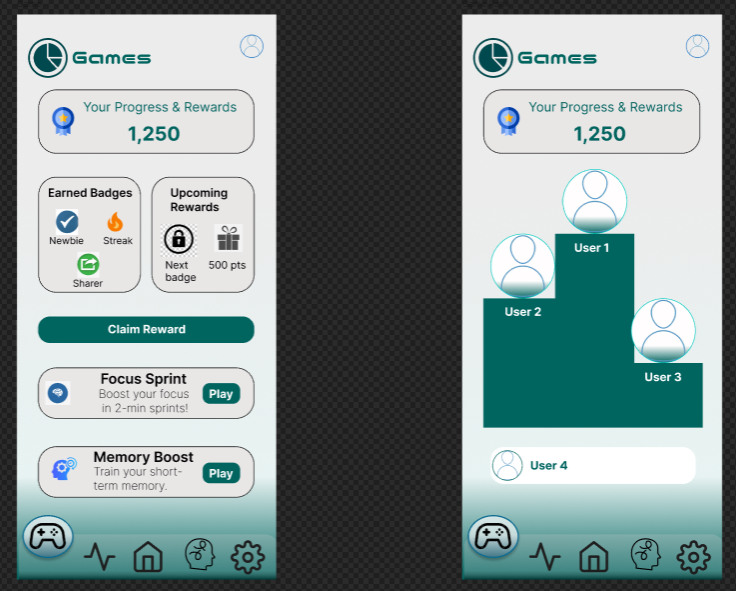 Games
Your Progress & Rewards
1,250
Earned Badges
Newbie
Streak
Sharer
Upcoming
Rewards
Next
badge
500 pts
Claim Reward
Focus Sprint
Boost your focus
in 2-min sprints!
Play
Memory Boost
Train your short-
term memory.
Play
Games
Your Progress & Rewards
1,250
User 1
User 2
User 3
User 4